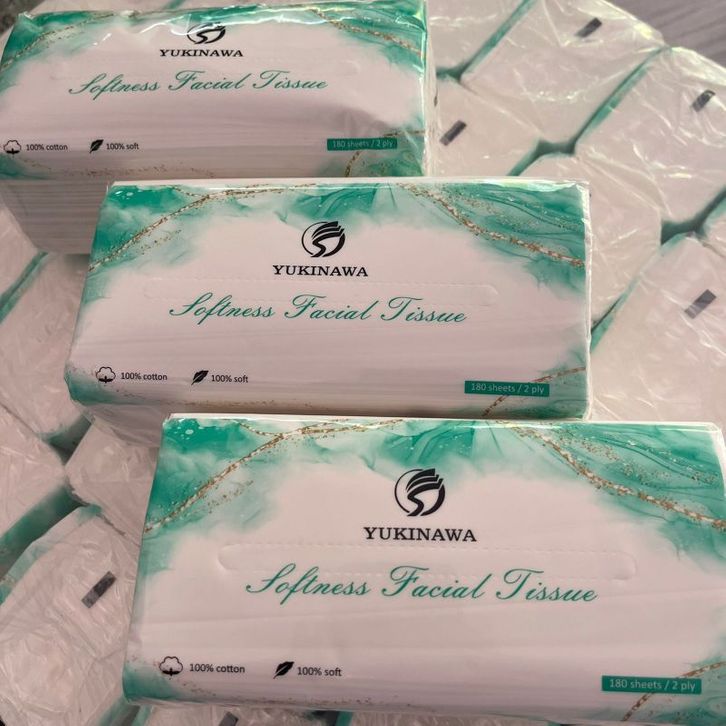 YUKINAWA
Softness Facial Tissue
100% cotton
100% soft
180 sheets / 2 ply
YUKINAWA
Softness Facial Tissue
100% cotton
100% soft
180 sheets / 2 ply
YUKINAWA
Softness Facial Tissue
100% cotton
100% soft
180 sheets / 2 ply